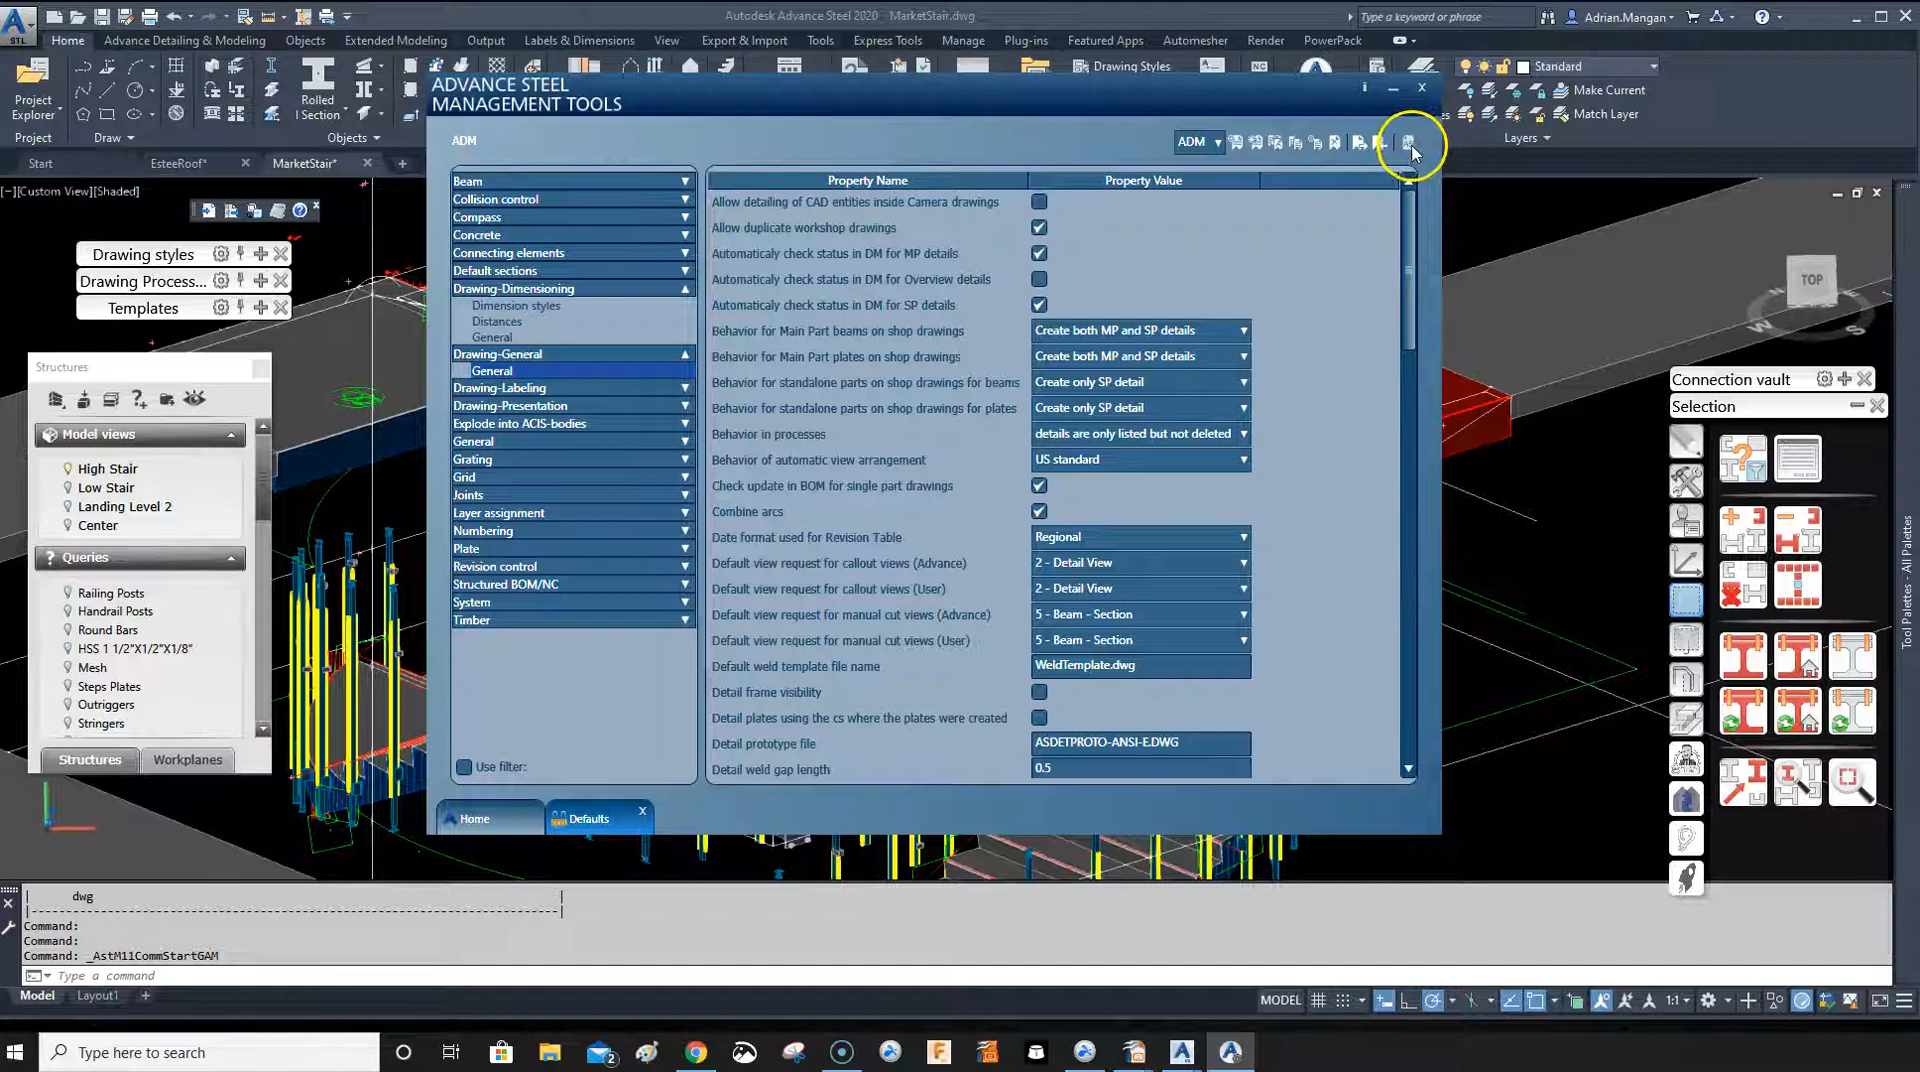 Autodesk Advance Steel 2020   MarketStair.dwg
Type a keyword or phrase
Adrian.Mangan
STL
Home Advance Detailing & Modeling Objects Extended Modeling Output Labels & Dimensions View Export & Import Tools Express Tools Manage Plug-ins Featured Apps Automesher Render PowerPack
Project
Explorer
Project
Draw
Rolled
I Section
Objects
Drawing Styles
Standard
Make Current
Match Layer
Layers
Start
EsteeRoof*
MarketStair*
[−][Custom View][Shaded]
Drawing styles
Drawing Process...
Templates
Structures
Model views
High Stair
Low Stair
Landing Level 2
Center
Queries
Railing Posts
Handrail Posts
Round Bars
HSS 1 1/2"X1/2"X1/8"
Mesh
Steps Plates
Outriggers
Stringers
Structures
Workplanes
ADVANCE STEEL
MANAGEMENT TOOLS
ADM
ADM
Beam
Collision control
Compass
Concrete
Connecting elements
Default sections
Drawing-Dimensioning
Dimension styles
Distances
General
Drawing-General
General
Drawing-Labeling
Drawing-Presentation
Explode into ACIS-bodies
General
Grating
Grid
Joints
Layer assignment
Numbering
Plate
Revision control
Structured BOM/NC
System
Timber
Use filter:
Property Name Property Value
Allow detailing of CAD entities inside Camera drawings
Allow duplicate workshop drawings
Automaticaly check status in DM for MP details
Automaticaly check status in DM for Overview details
Automaticaly check status in DM for SP details
Behavior for Main Part beams on shop drawings Create both MP and SP details
Behavior for Main Part plates on shop drawings Create both MP and SP details
Behavior for standalone parts on shop drawings for beams Create only SP detail
Behavior for standalone parts on shop drawings for plates Create only SP detail
Behavior in processes details are only listed but not deleted
Behavior of automatic view arrangement US standard
Check update in BOM for single part drawings
Combine arcs
Date format used for Revision Table Regional
Default view request for callout views (Advance) 2 - Detail View
Default view request for callout views (User) 2 - Detail View
Default view request for manual cut views (Advance) 5 - Beam - Section
Default view request for manual cut views (User) 5 - Beam - Section
Default weld template file name WeldTemplate.dwg
Detail frame visibility
Detail plates using the cs where the plates were created
Detail prototype file ASDETPROTO-ANSI-E.DWG
Detail weld gap length 0.5
Home
Defaults
TOP
W
S
E
Connection vault
Selection
Tool Palettes - All Palettes
dwg
Command:
Command:
Command: _AstM11CommStartGAM
Type a command
Model
Layout1
MODEL
1:1
Type here to search
2